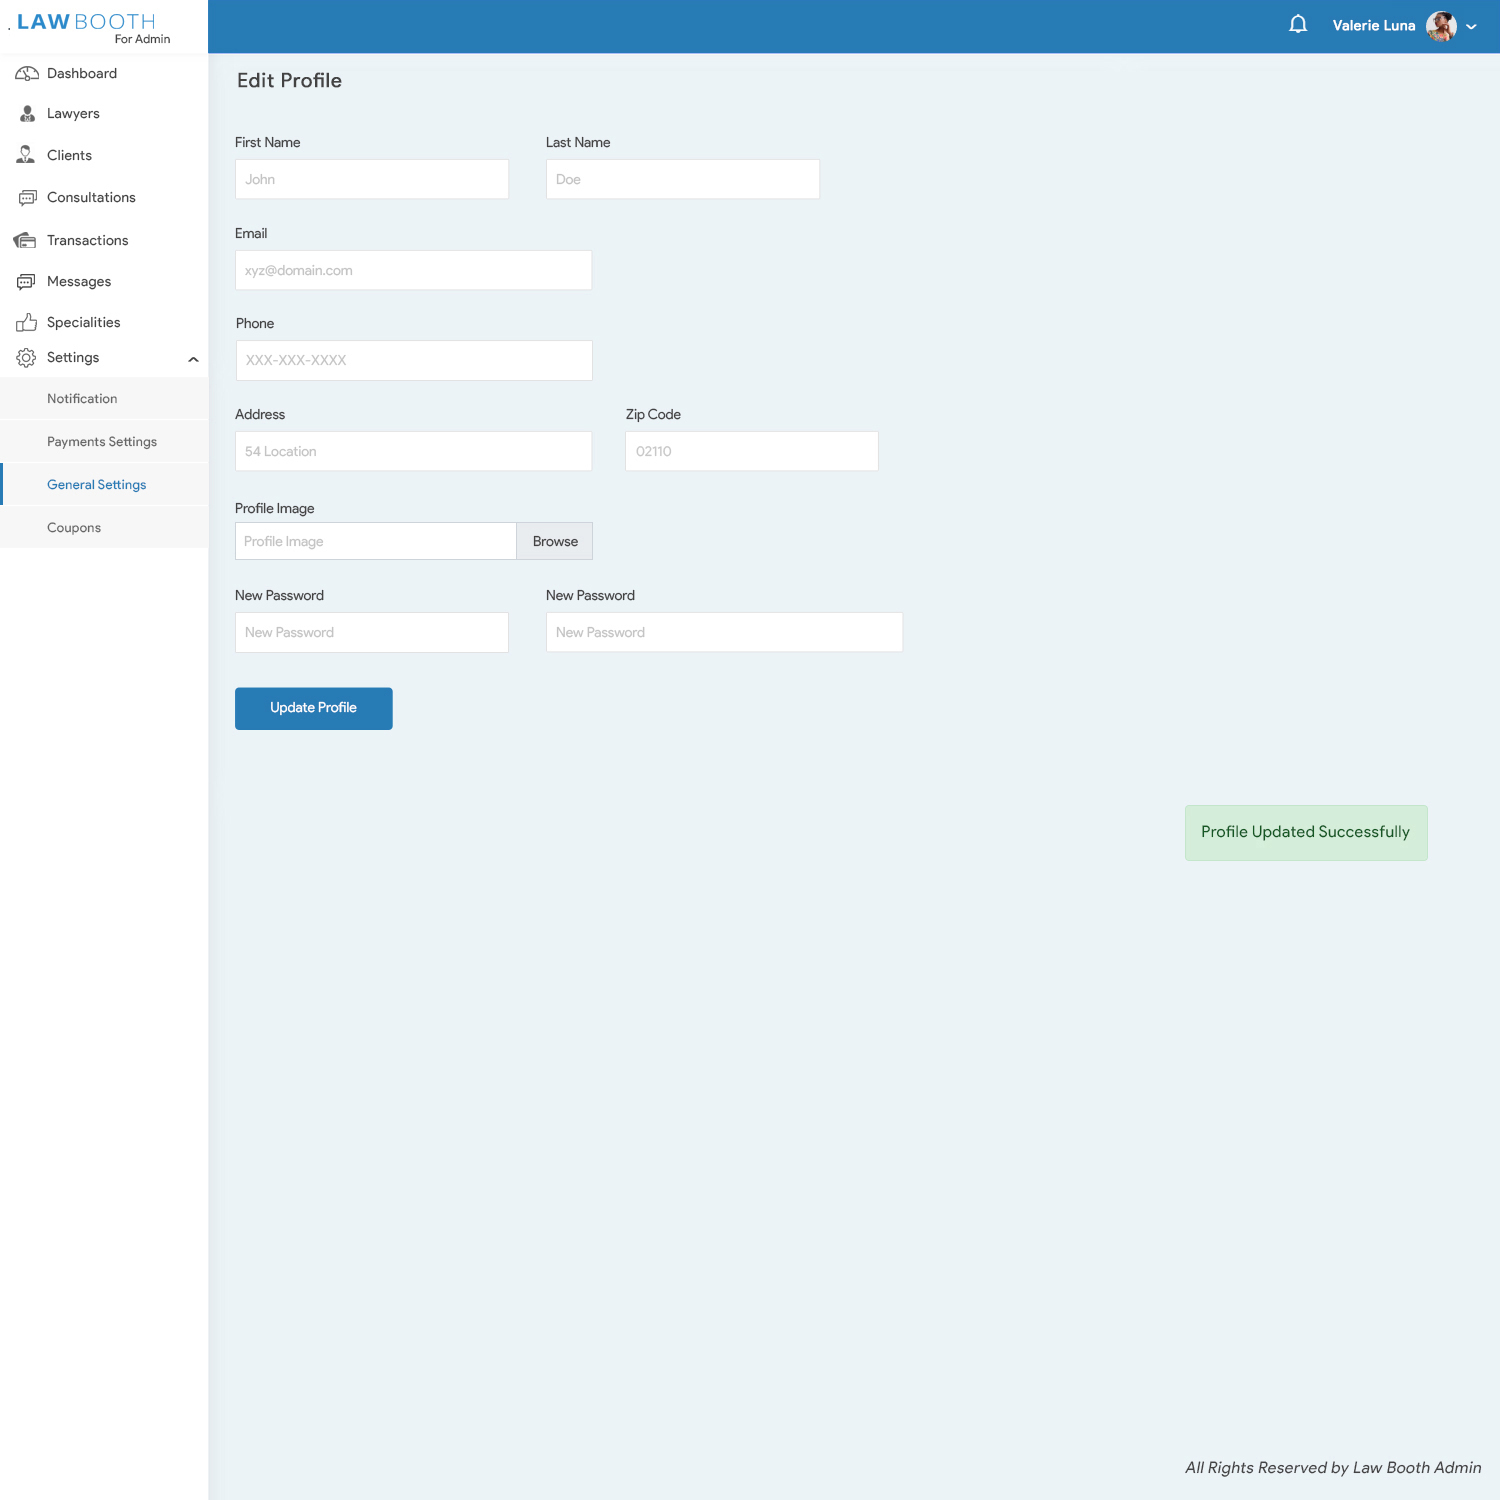 LAW BOOTH
For Admin
Valerie Luna
Dashboard
Lawyers
Clients
Consultations
Transactions
Messages
Specialities
Settings
Notification
Payments Settings
General Settings
Coupons
Edit Profile
First Name Last Name
John Doe
Email
xyz@domain.com
Phone
XXX-XXX-XXXX
Address Zip Code
54 Location 02110
Profile Image
Profile Image Browse
New Password New Password
New Password New Password
Update Profile
Profile Updated Successfully
All Rights Reserved by Law Booth Admin